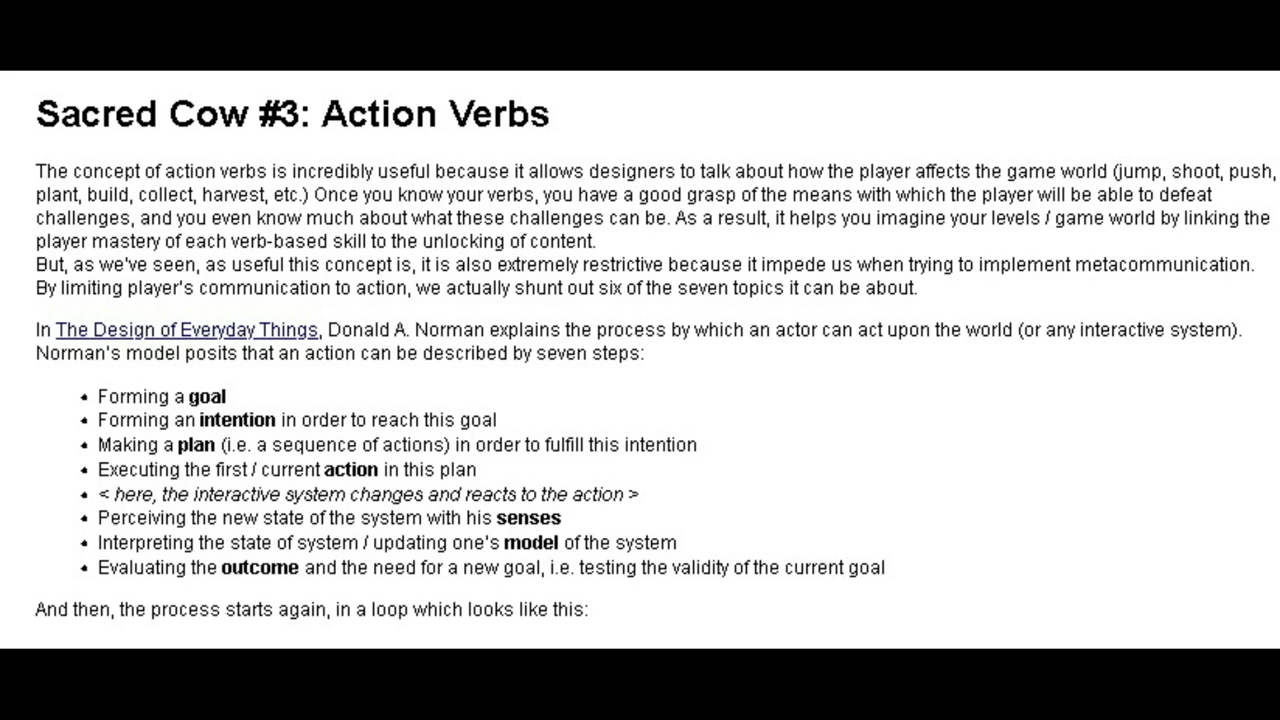 Sacred Cow #3: Action Verbs
The concept of action verbs is incredibly useful because it allows designers to talk about how the player affects the game world (jump, shoot, push,
plant, build, collect, harvest, etc.) Once you know your verbs, you have a good grasp of the means with which the player will be able to defeat
challenges, and you even know much about what these challenges can be. As a result, it helps you imagine your levels / game world by linking the
player mastery of each verb-based skill to the unlocking of content.
But, as we've seen, as useful this concept is, it is also extremely restrictive because it impede us when trying to implement metacommunication.
By limiting player's communication to action, we actually shunt out six of the seven topics it can be about.
In The Design of Everyday Things, Donald A. Norman explains the process by which an actor can act upon the world (or any interactive system).
Norman's model posits that an action can be described by seven steps:
• Forming a goal
• Forming an intention in order to reach this goal
• Making a plan (i.e. a sequence of actions) in order to fulfill this intention
• Executing the first / current action in this plan
• < here, the interactive system changes and reacts to the action >
• Perceiving the new state of the system with his senses
• Interpreting the state of system / updating one's model of the system
• Evaluating the outcome and the need for a new goal, i.e. testing the validity of the current goal
And then, the process starts again, in a loop which looks like this: